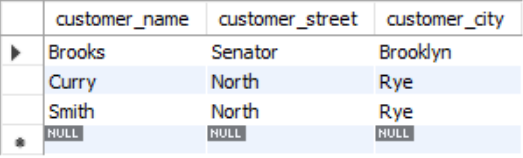 customer_name customer_street customer_city
Brooks Senator Brooklyn
Curry North Rye
Smith North Rye
NULL NULL NULL